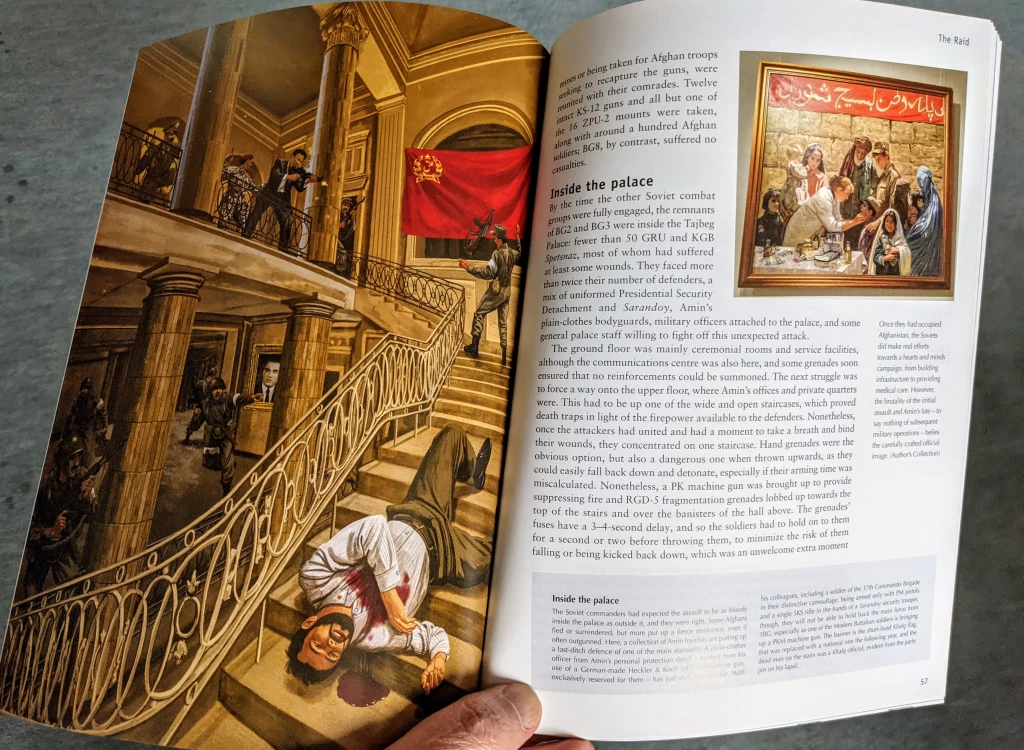 The Raid
mines or being taken for Afghan troops
seeking to recapture the guns, were
reunited with their comrades. Twelve
intact KS-12 guns and all but one of
the 16 ZPU-2 mounts were taken,
along with around a hundred Afghan
soldiers; BG8, by contrast, suffered no
casualties.
Inside the palace
By the time the other Soviet combat
groups were fully engaged, the remnants
of BG2 and BG3 were inside the Tajbeg
Palace: fewer than 50 GRU and KGB
Spetsnaz, most of whom had suffered
at least some wounds. They faced more
than twice their number of defenders, a
mix of uniformed Presidential Security
Detachment and Sarandoy, Amin's
plain-clothes bodyguards, military officers attached to the palace, and some
general palace staff willing to fight off this unexpected attack.
The ground floor was mainly ceremonial rooms and service facilities,
although the communications centre was also here, and some grenades soon
ensured that no reinforcements could be summoned. The next struggle was
to force a way onto the upper floor, where Amin's offices and private quarters
were. This had to be up one of the wide and open staircases, which proved
death traps in light of the firepower available to the defenders. Nonetheless,
once the attackers had united and had a moment to take a breath and bind
their wounds, they concentrated on one staircase. Hand grenades were the
obvious option, but also a dangerous one when thrown upwards, as they
could easily fall back down and detonate, especially if their arming time was
miscalculated. Nonetheless, a PK machine gun was brought up to provide
suppressing fire and RGD-5 fragmentation grenades lobbed up towards the
top of the stairs and over the banisters of the hall above. The grenades'
fuses have a 3–4-second delay, and so the soldiers had to hold on to them
for a second or two before throwing them, to minimize the risk of them
falling or being kicked back down, which was an unwelcome extra moment
Once they had occupied
Afghanistan, the Soviets
did make real efforts
towards a hearts and minds
campaign, from building
infrastructure to providing
medical care. However,
the brutality of the initial
assault and Amin's fate – to
say nothing of subsequent
military operations – belies
the carefully crafted official
image. (Author's Collection)
Inside the palace
The Soviet commanders had expected the assault to be as bloody
inside the palace as outside it, and they were right. Some Afghans
fled or surrendered, but more put up a fierce resistance, even if
often outgunned. Here, a collection of Amin loyalists are putting up
a last-ditch defence of one of the main stairwells. A plain-clothes
officer from Amin's personal protection detail – evident from his
use of a German-made Heckler & Koch gun,
exclusively reserved for them – has just With
his colleagues, including a soldier of the 37th Commando Brigade
in their distinctive camouflage, being armed only with PM pistols
and a single SKS rifle in the hands of a Sarandoy security trooper,
though, they will not be able to hold back the main force from
3BG, especially as one of the Muslim Battalion soldiers is bringing
up a PKM machine gun. The banner is the short-lived Khalq flag,
that was replaced with a national one the following year, and the
dead man on the stairs was a Khalq official, evident from the party
pin on his lapel.
57